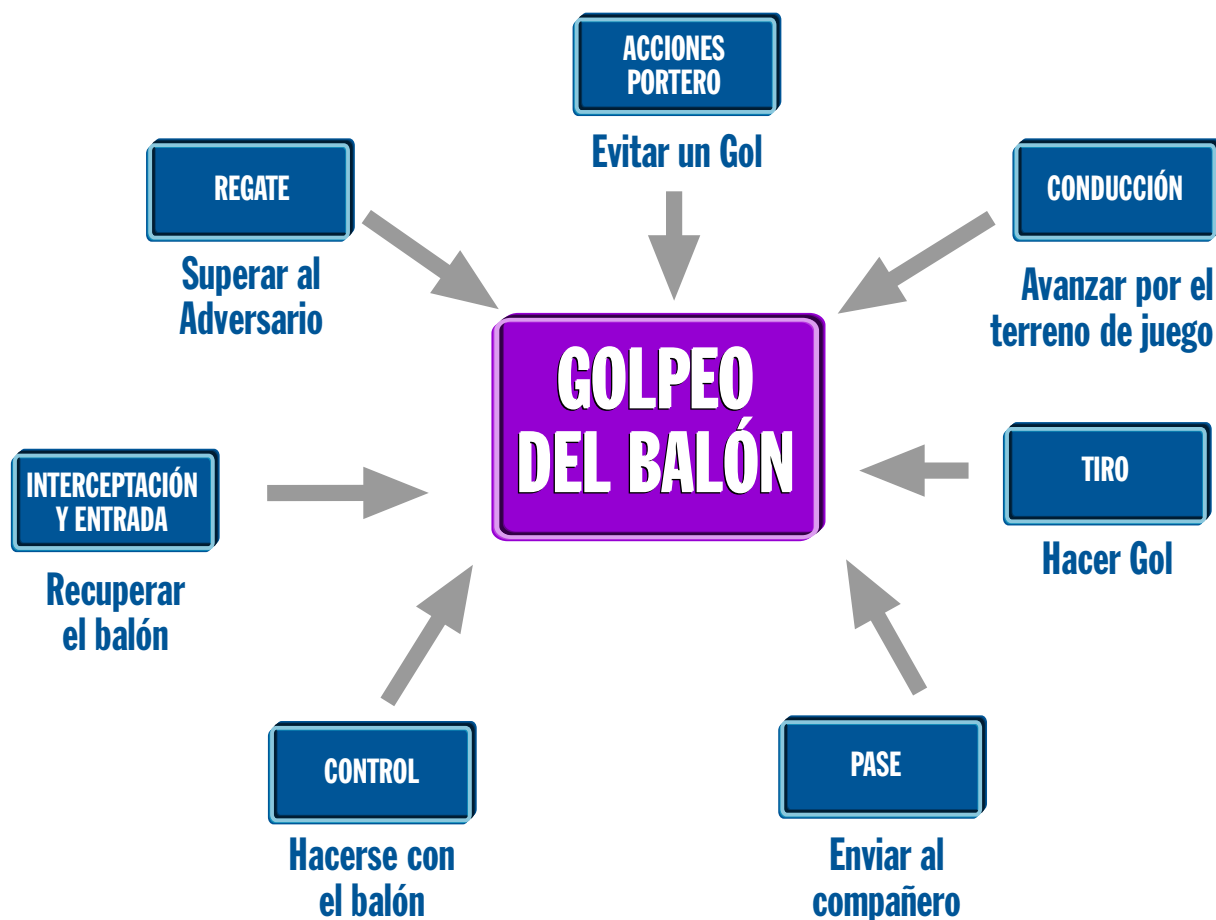 ACCIONES
PORTERO
Evitar un Gol
REGATE
Superar al
Adversario
CONDUCCIÓN
Avanzar por el
terreno de juego
GOLPEO
DEL BALÓN
INTERCEPTACIÓN
Y ENTRADA
Recuperar
el balón
TIRO
Hacer Gol
CONTROL
Hacerse con
el balón
PASE
Enviar al
compañero